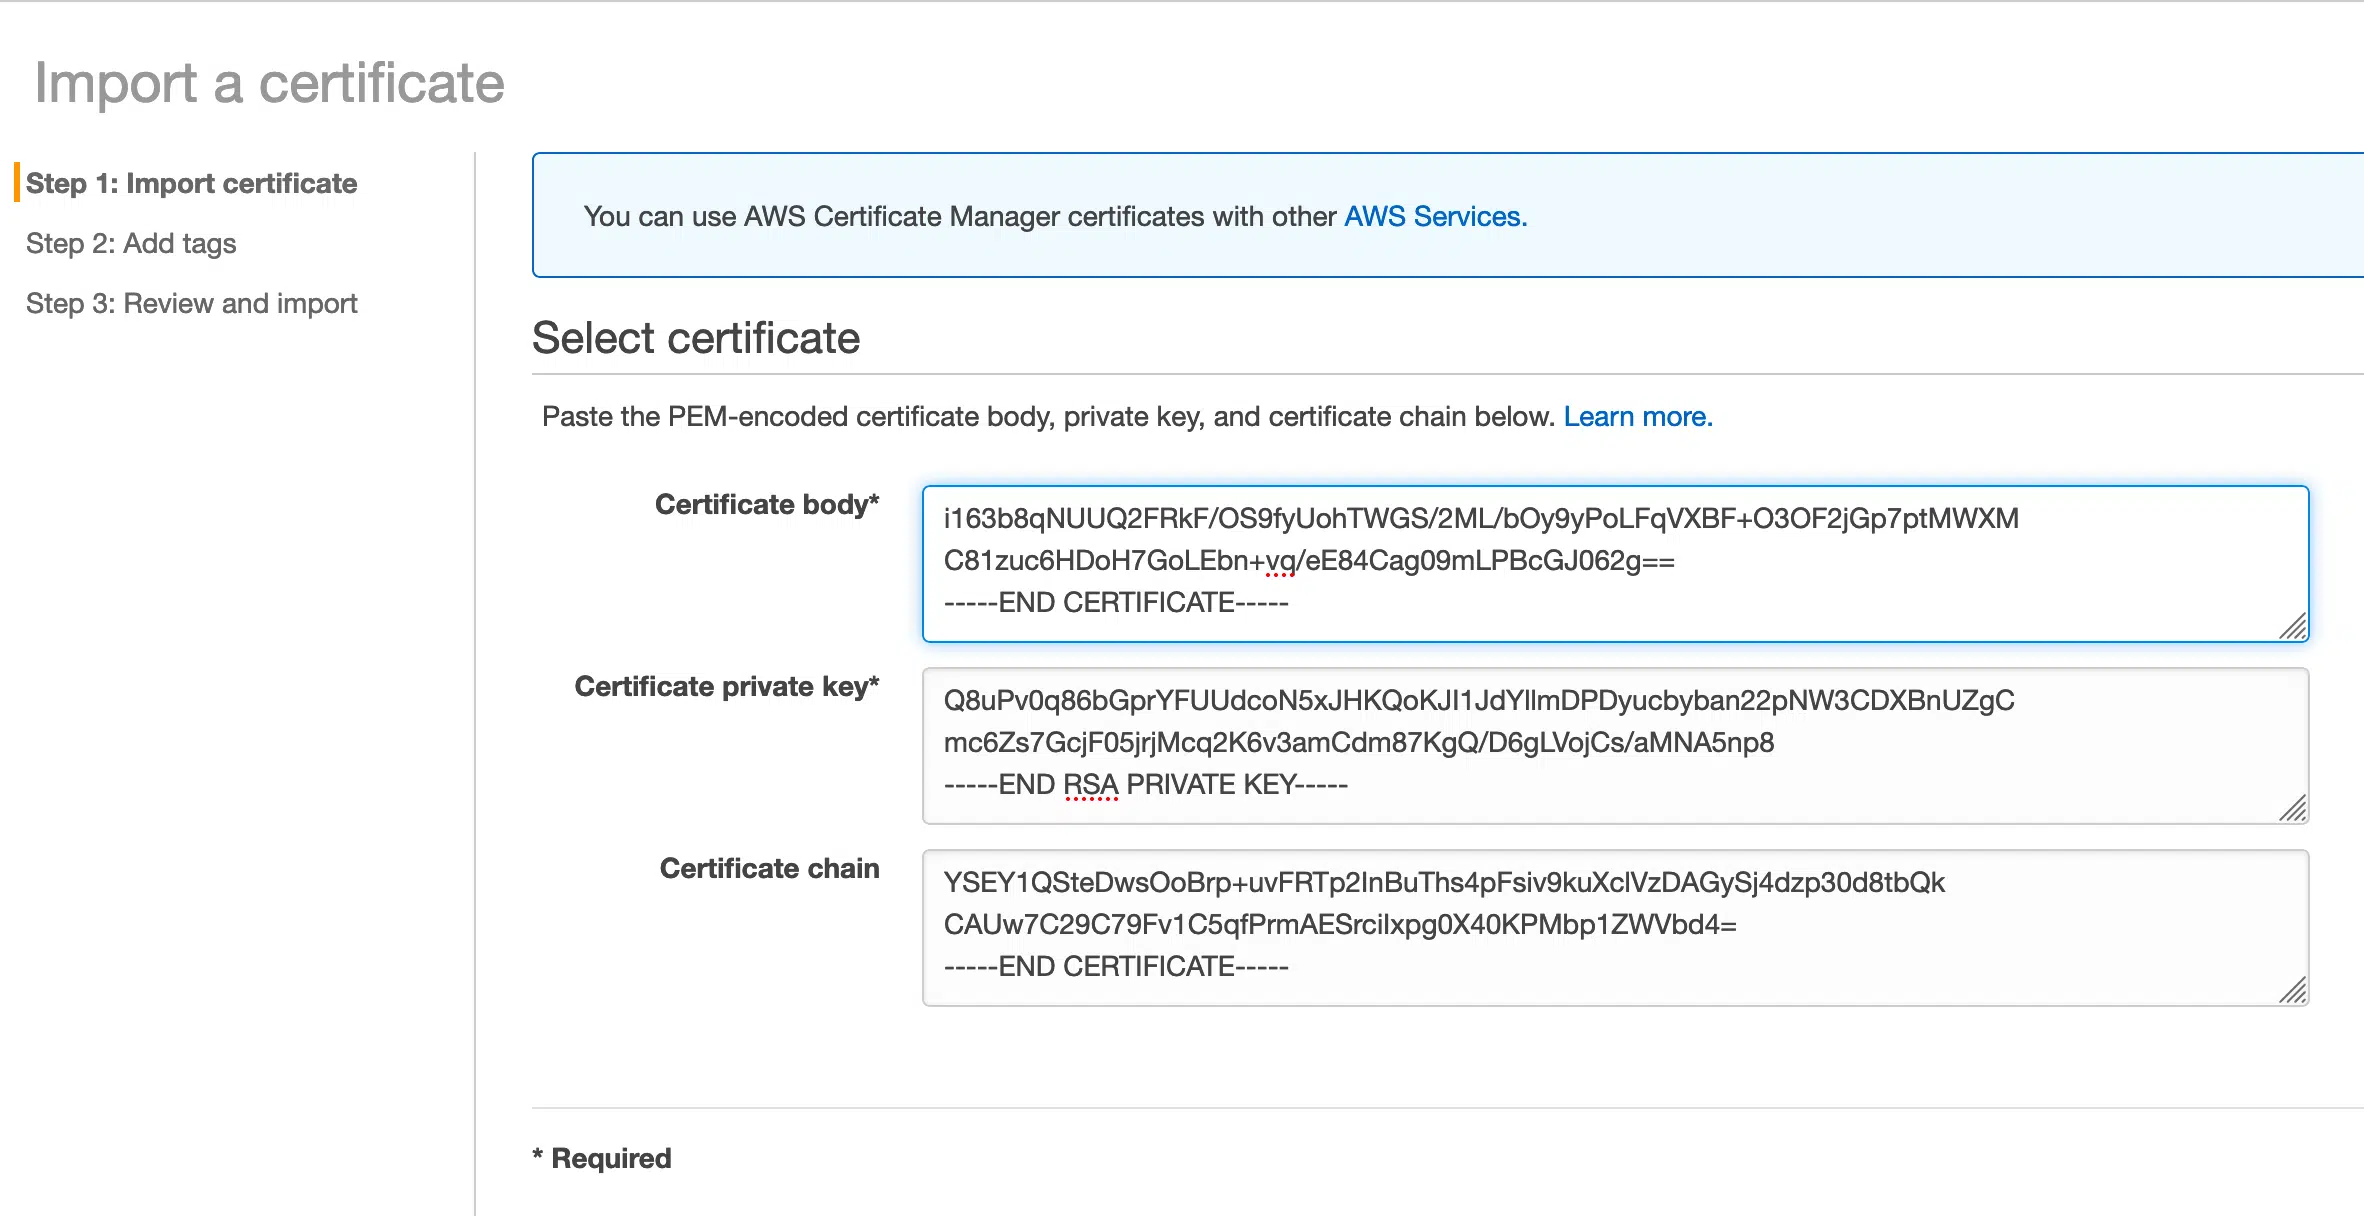 Import a certificate
Step 1: Import certificate
Step 2: Add tags
Step 3: Review and import
You can use AWS Certificate Manager certificates with other AWS Services.
Select certificate
Paste the PEM-encoded certificate body, private key, and certificate chain below. Learn more.
Certificate body*
i163b8qNUUQ2FRkF/OS9fyUohTWGS/2ML/bOy9yPoLFqVXBF+O3OF2jGp7ptMWXM
C81zuc6HDoH7GoLEbn+vq/eE84Cag09mLPBcGJ062g==
-----END CERTIFICATE-----
Certificate private key*
Q8uPv0q86bGprYFUUdcoN5xJHKQoKJI1JdYllmDPDyucbyban22pNW3CDXBnUZgC
mc6Zs7GcjF05jrjMcq2K6v3amCdm87KgQ/D6gLVojCs/aMNA5np8
-----END RSA PRIVATE KEY-----
Certificate chain
YSEY1QSteDwsOoBrp+uvFRTp2InBuThs4pFsiv9kuXclVzDAGySj4dzp30d8tbQk
CAUw7C29C79Fv1C5qfPrmAESrciIxpg0X40KPMbp1ZWVbd4=
-----END CERTIFICATE-----
* Required